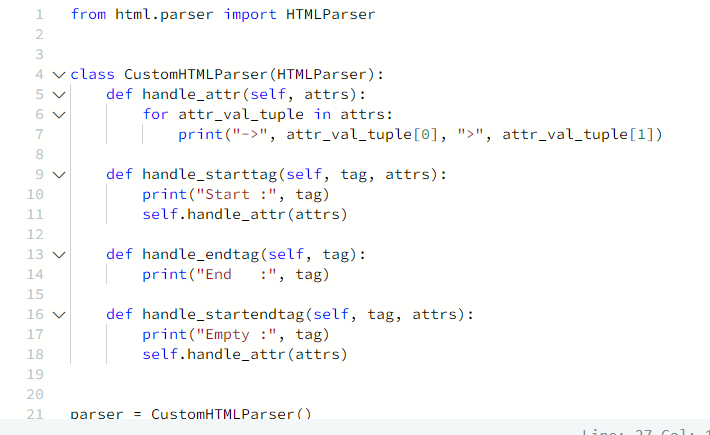 1 from html.parser import HTMLParser
2
3
4 class CustomHTMLParser(HTMLParser):
5     def handle_attr(self, attrs):
6         for attr_val_tuple in attrs:
7             print("->", attr_val_tuple[0], ">", attr_val_tuple[1])
8
9     def handle_starttag(self, tag, attrs):
10         print("Start :", tag)
11         self.handle_attr(attrs)
12
13     def handle_endtag(self, tag):
14         print("End   :", tag)
15
16     def handle_startendtag(self, tag, attrs):
17         print("Empty :", tag)
18         self.handle_attr(attrs)
19
20
21 parser = CustomHTMLParser()
Line: 27 Col: